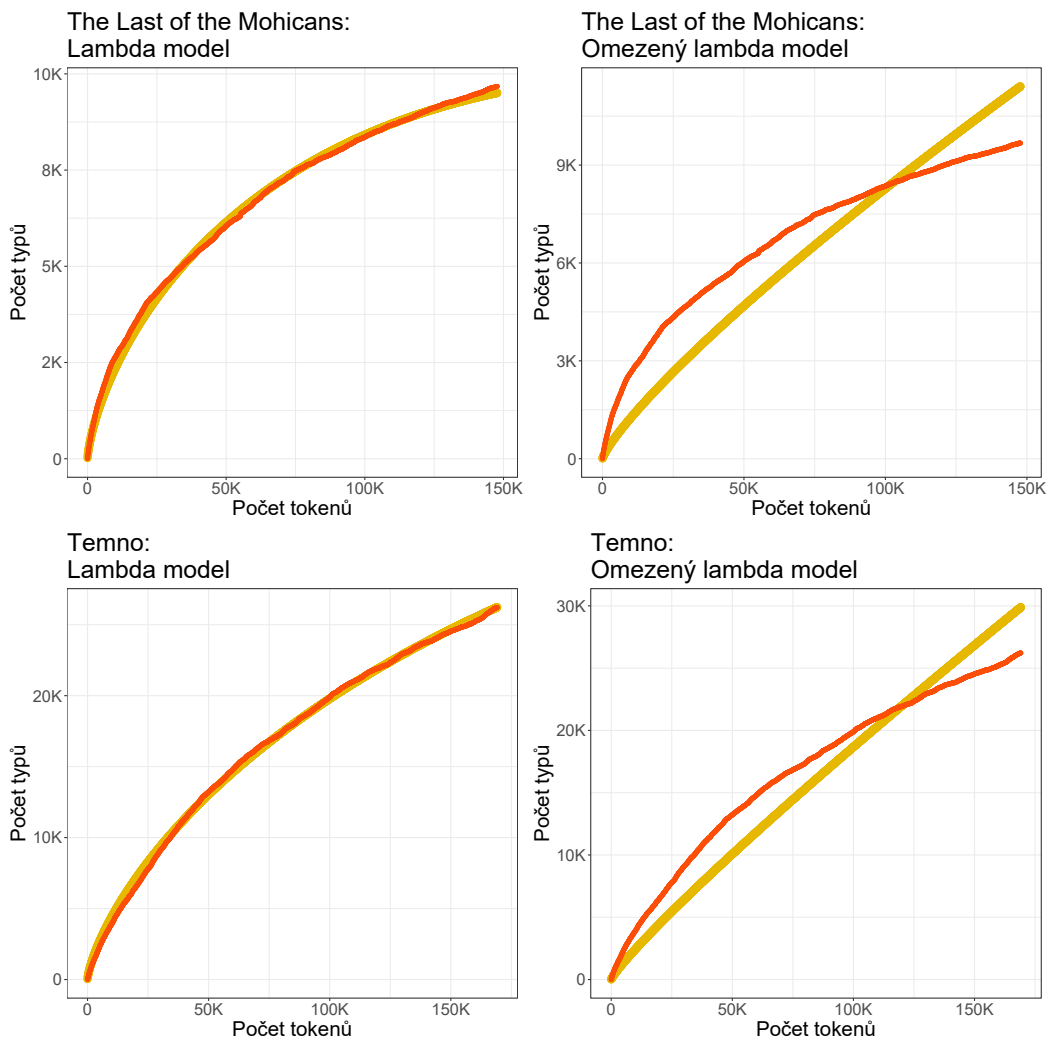 The Last of the Mohicans:
Lambda model
10K
8K
5K
2K
0
Počet typů
0
50K
100K
150K
Počet tokenů
The Last of the Mohicans:
Omezený lambda model
9K
6K
3K
0
Počet typů
0
50K
100K
150K
Počet tokenů
Temno:
Lambda model
20K
10K
0
Počet typů
0
50K
100K
150K
Počet tokenů
Temno:
Omezený lambda model
30K
20K
10K
0
Počet typů
0
50K
100K
150K
Počet tokenů